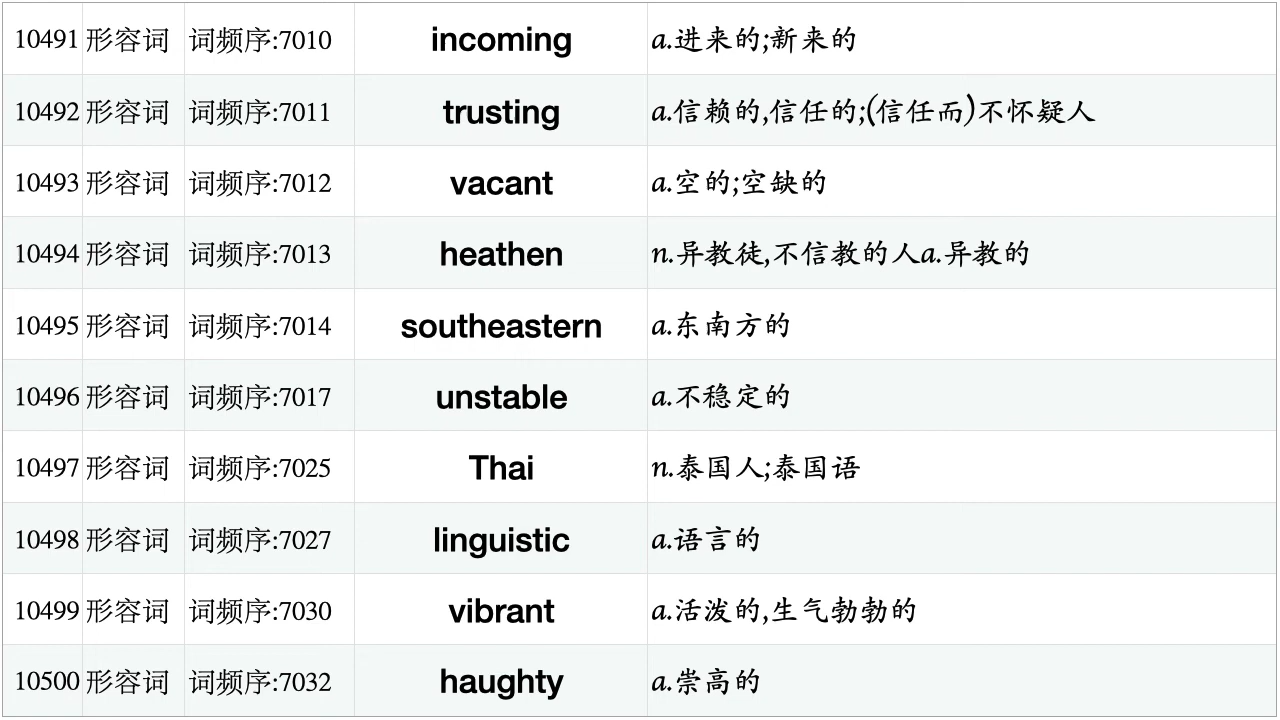 10491 形容词 词频序:7010 incoming a.进来的;新来的
10492 形容词 词频序:7011 trusting a.信赖的,信任的;(信任而)不怀疑人
10493 形容词 词频序:7012 vacant a.空的;空缺的
10494 形容词 词频序:7013 heathen n.异教徒,不信教的人a.异教的
10495 形容词 词频序:7014 southeastern a.东南方的
10496 形容词 词频序:7017 unstable a.不稳定的
10497 形容词 词频序:7025 Thai n.泰国人;泰国语
10498 形容词 词频序:7027 linguistic a.语言的
10499 形容词 词频序:7030 vibrant a.活泼的,生气勃勃的
10500 形容词 词频序:7032 haughty a.崇高的